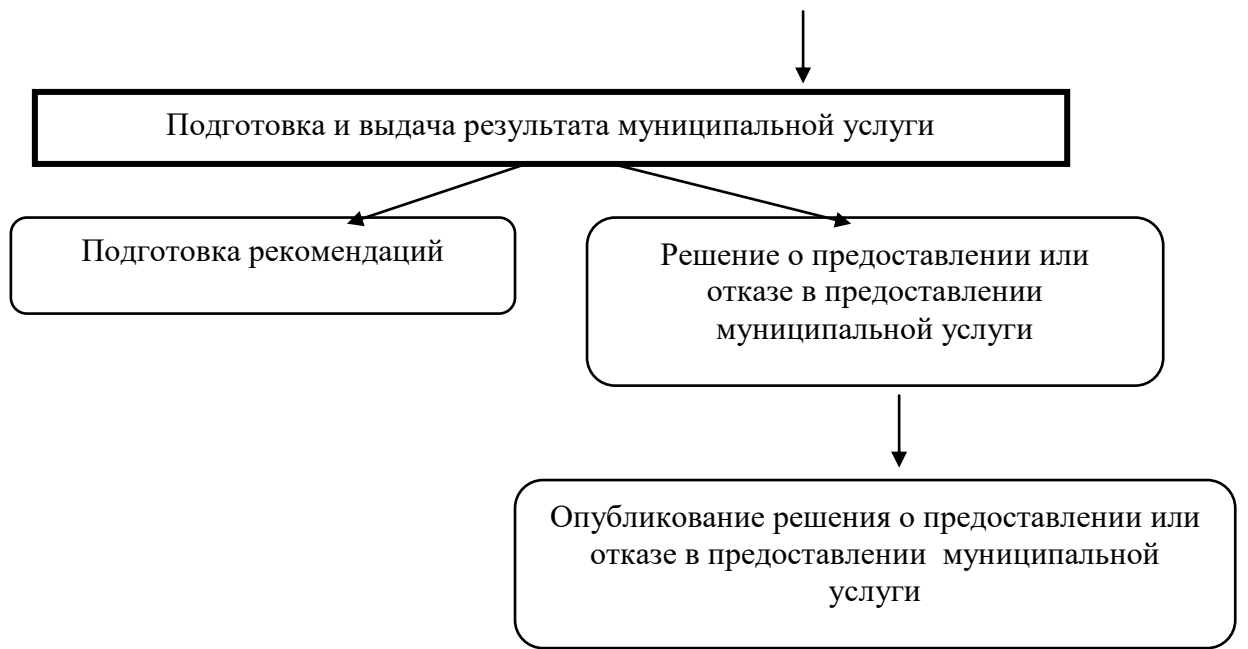 Подготовка и выдача результата муниципальной услуги
Подготовка рекомендаций
Решение о предоставлении или
отказе в предоставлении
муниципальной услуги
Опубликование решения о предоставлении или
отказе в предоставлении  муниципальной
услуги